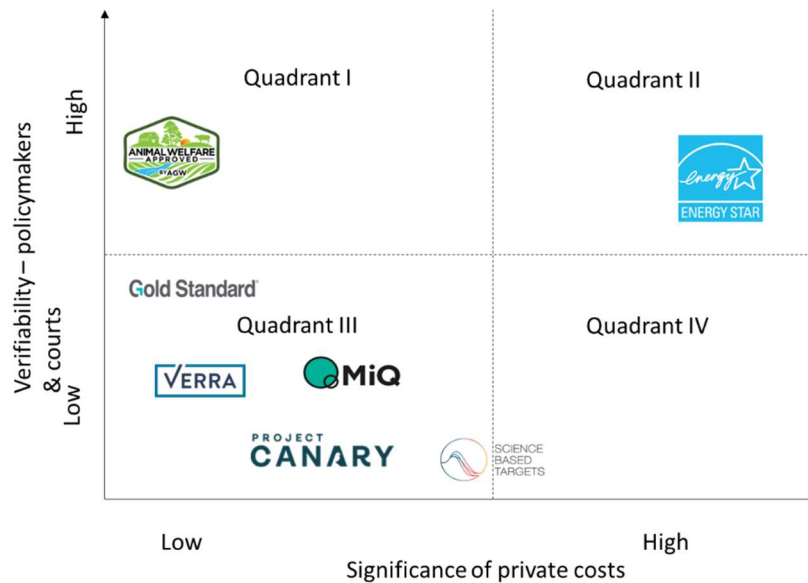 Quadrant I
Quadrant II
High
ANIMAL WELFARE
APPROVED
BY AGW
energy
ENERGY STAR
Verifiability – policymakers
& courts
Gold Standard®
Quadrant III
Quadrant IV
VERRA
MiQ
Low
PROJECT
CANARY
SCIENCE
BASED
TARGETS
Low
High
Significance of private costs